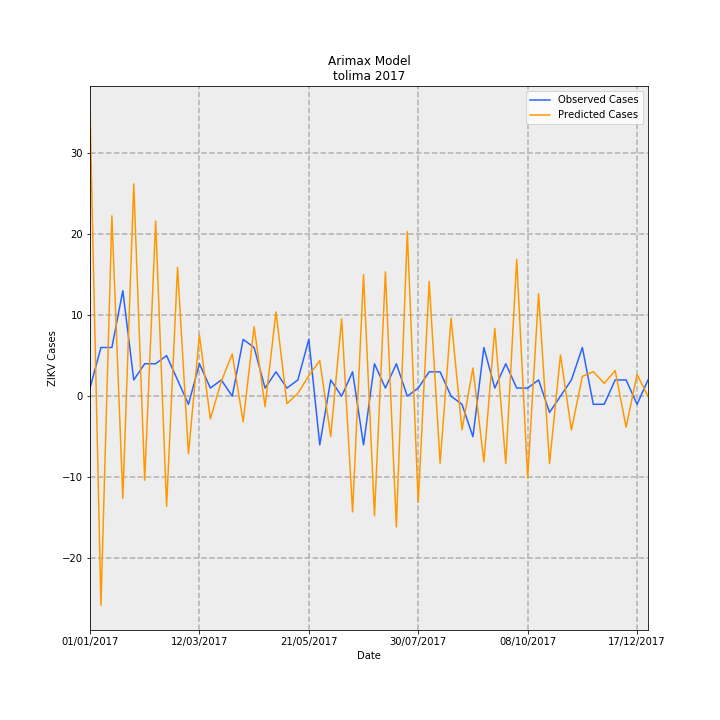 Arimax Model
tolima 2017
Observed Cases
Predicted Cases
ZIKV Cases
30
20
10
0
−10
−20
01/01/2017
12/03/2017
21/05/2017
30/07/2017
08/10/2017
17/12/2017
Date